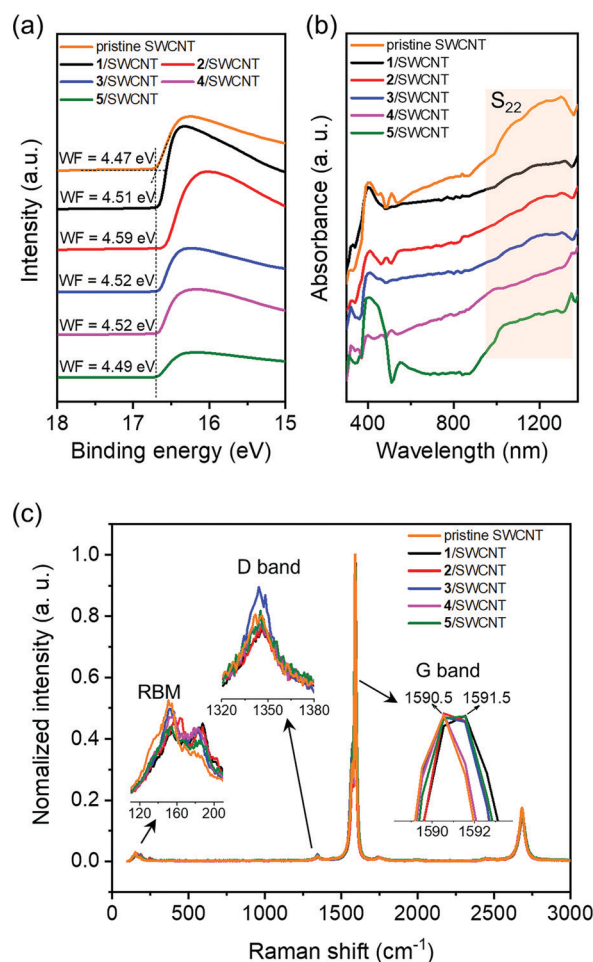 (a)
pristine SWCNT
1/SWCNT 2/SWCNT
3/SWCNT 4/SWCNT
5/SWCNT
WF = 4.47 eV
WF = 4.51 eV
WF = 4.59 eV
WF = 4.52 eV
WF = 4.52 eV
WF = 4.49 eV
Intensity (a.u.)
18 17 16 15
Binding energy (eV)
(b)
pristine SWCNT
1/SWCNT
2/SWCNT
3/SWCNT
4/SWCNT
5/SWCNT
S22
Absorbance (a. u.)
400 800 1200
Wavelength (nm)
(c)
pristine SWCNT
1/SWCNT
2/SWCNT
3/SWCNT
4/SWCNT
5/SWCNT
D band
1320 1350 1380
RBM
120 160 200
G band
1590.5 1591.5
1590 1592
Nomalized intensity (a. u.)
1.0
0.8
0.6
0.4
0.2
0.0
0 500 1000 1500 2000 2500 3000
Raman shift (cm⁻¹)